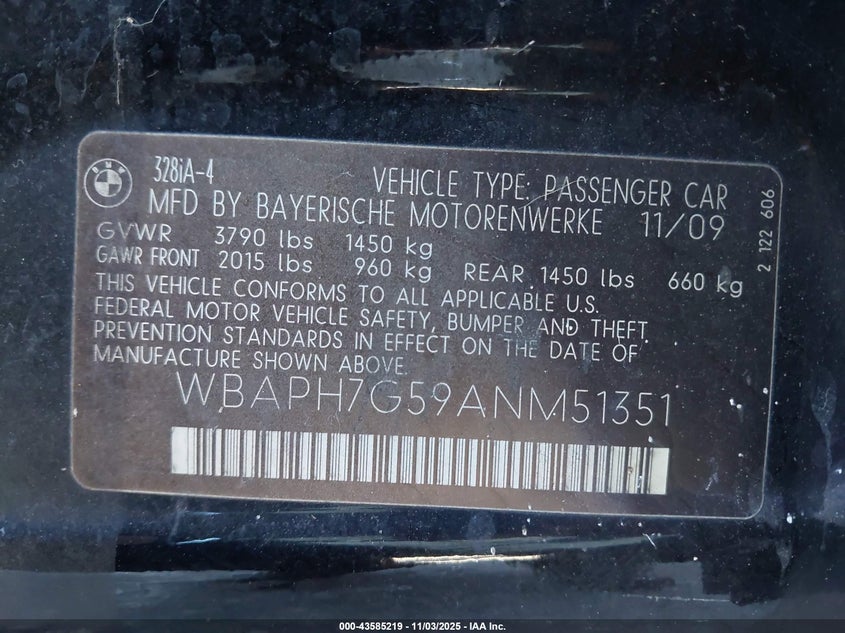 328iA-4
VEHICLE TYPE: PASSENGER CAR
MFD BY BAYERISCHE MOTORENWERKE 11/09
GVWR 3790 lbs 1450 kg
GAWR FRONT 2015 lbs 960 kg REAR 1450 lbs 660 kg
THIS VEHICLE CONFORMS TO ALL APPLICABLE U.S.
FEDERAL MOTOR VEHICLE SAFETY, BUMPER AND THEFT
PREVENTION STANDARDS IN EFFECT ON THE DATE OF
MANUFACTURE SHOWN ABOVE.
WBAPH7G59ANM51351
2 122 606
000-43585219 - 11/03/2025 - IAA Inc.